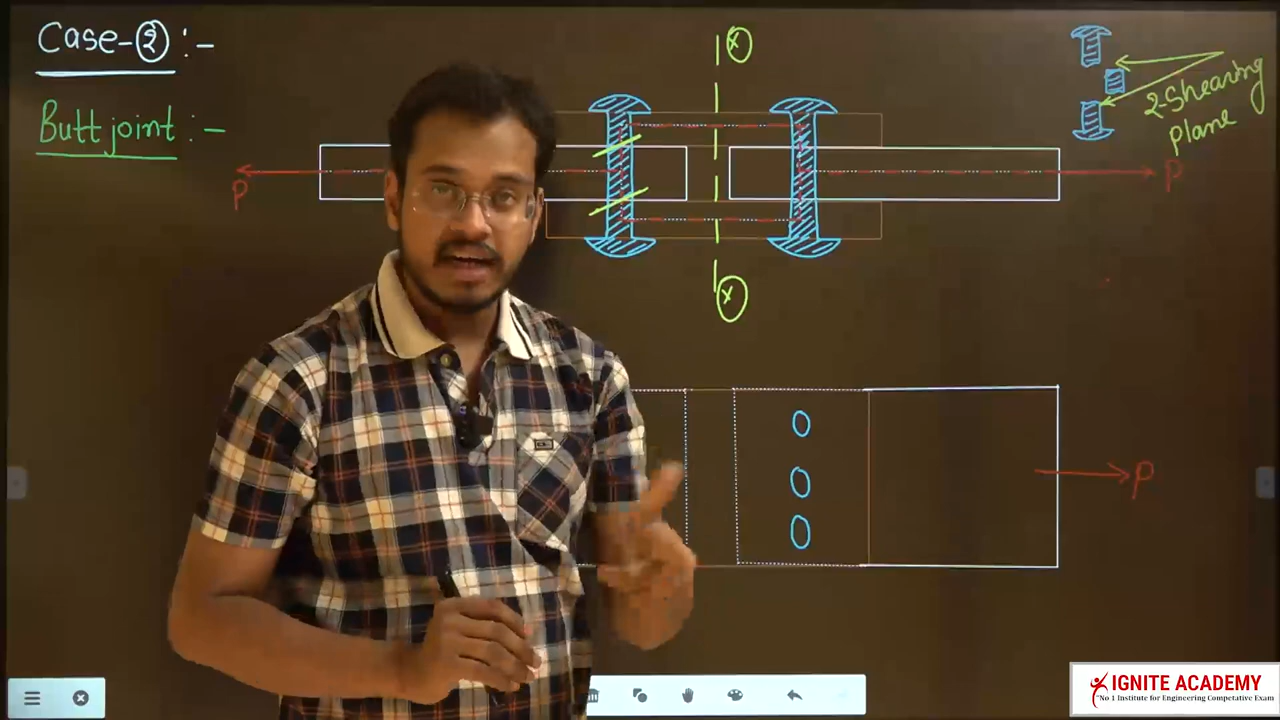 Case-② :-
Butt joint :-
x
2-Shearing
plane
P
P
x
P
IGNITE ACADEMY
"No 1 Institute for Engineering Competative Exam